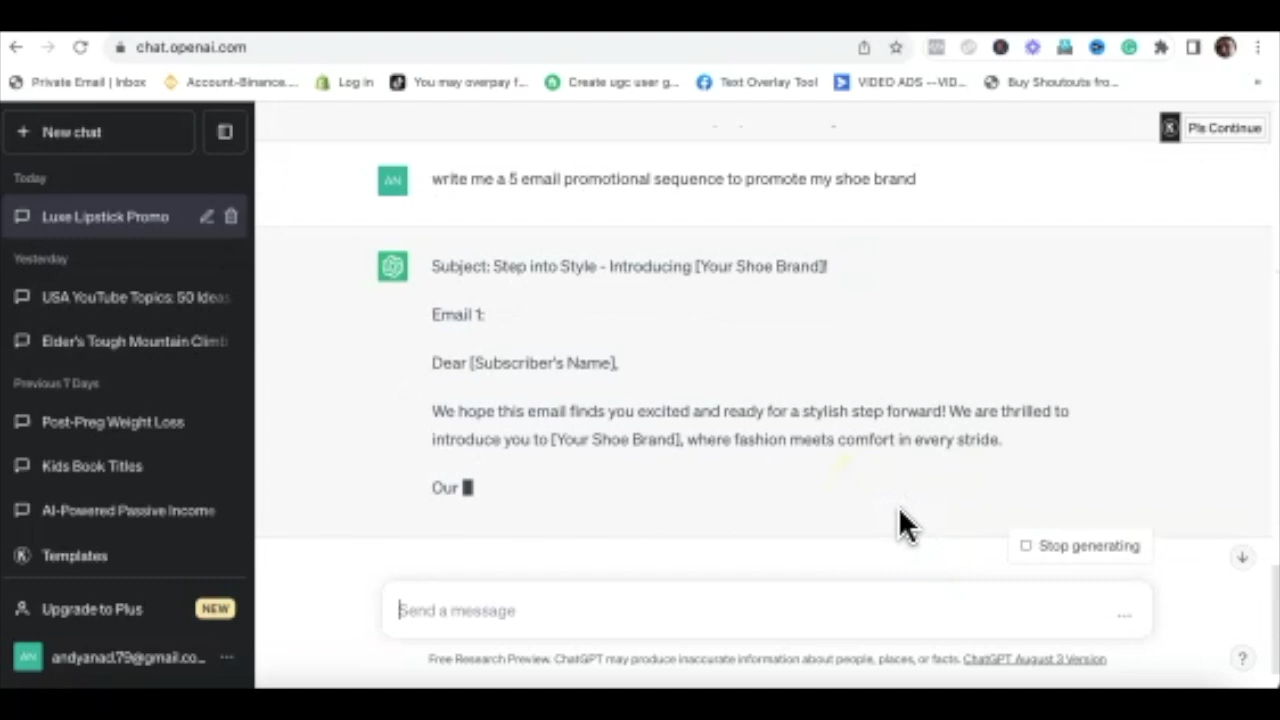 chat.openai.com
Private Email | Inbox
Account-Binance....
Log in
You may overpay f...
Create ugc user g...
Text Overlay Tool
VIDEO ADS --VID...
Buy Shoutouts fro...
»
+ New chat
Pls Continue
Today
AN
write me a 5 email promotional sequence to promote my shoe brand
Luxe Lipstick Promo
Yesterday
Subject: Step into Style - Introducing [Your Shoe Brand]!
USA YouTube Topics: 50 Ideas
Email 1:
Elder's Tough Mountain Climb
Dear [Subscriber's Name],
Previous 7 Days
We hope this email finds you excited and ready for a stylish step forward! We are thrilled to
introduce you to [Your Shoe Brand], where fashion meets comfort in every stride.
Post-Preg Weight Loss
Kids Book Titles
Our
AI-Powered Passive Income
Stop generating
Templates
Upgrade to Plus
NEW
Send a message
...
AN
andyanad.79@gmail.co...
...
Free Research Preview. ChatGPT may produce inaccurate information about people, places, or facts. ChatGPT August 3 Version
?